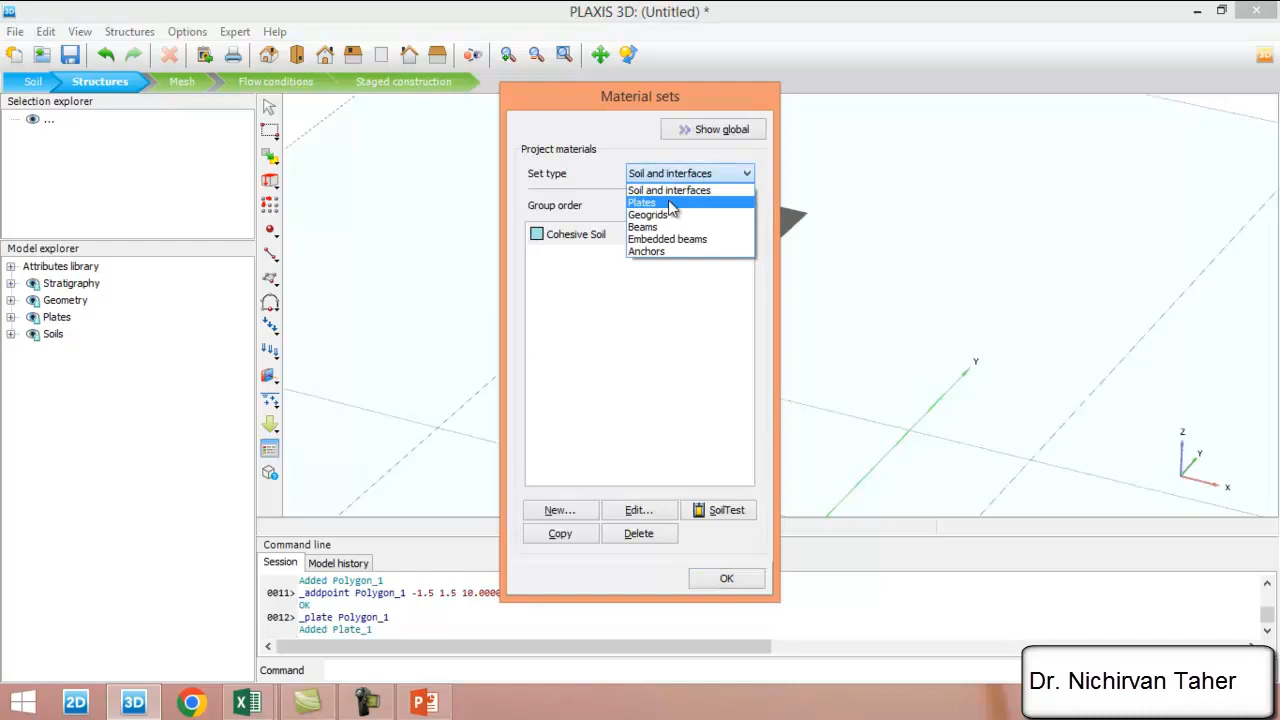 PLAXIS 3D: (Untitled) *
File Edit View Structures Options Expert Help
Soil Structures Mesh Flow conditions Staged construction
Selection explorer
...
Model explorer
Attributes library
Stratigraphy
Geometry
Plates
Soils
Material sets
Show global
Project materials
Set type Soil and interfaces
Soil and interfaces
Plates
Geogrids
Beams
Embedded beams
Anchors
Group order
Cohesive Soil
New... Edit... SoilTest
Copy Delete
OK
Y
Z
Y
X
Command line
Session Model history
Added Polygon_1
0011> _addpoint Polygon_1 -1.5 1.5 10.0000
OK
0012> _plate Polygon_1
Added Plate_1
Command
2D 3D
Dr. Nichirvan Taher